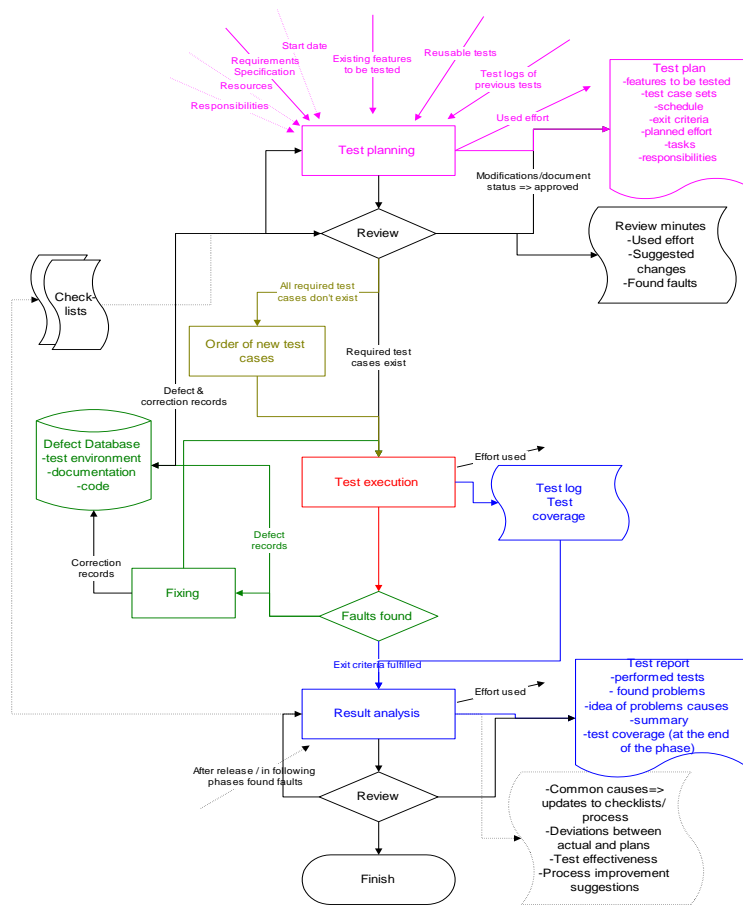 Start date
Requirements
Specification
Resources
Responsibilities
Existing features
to be tested
Reusable tests
Test logs of
previous tests
Used effort
Test plan
-features to be tested
-test case sets
-schedule
-exit criteria
-planned effort
-tasks
-responsibilities
Test planning
Modifications/document
status => approved
Review
Review minutes
-Used effort
-Suggested
changes
-Found faults
Check-
lists
All required test
cases don't exist
Order of new test
cases
Required test
cases exist
Defect &
correction records
Defect Database
-test environment
-documentation
-code
Effort used
Test execution
Test log
Test
coverage
Defect
records
Correction
records
Fixing
Faults found
Exit criteria fulfilled
Test report
-performed tests
- found problems
-idea of problems causes
-summary
-test coverage (at the end
of the phase)
Effort used
Result analysis
After release / in following
phases found faults
Review
-Common causes=>
updates to checklists/
process
-Deviations between
actual and plans
-Test effectiveness
-Process improvement
suggestions
Finish